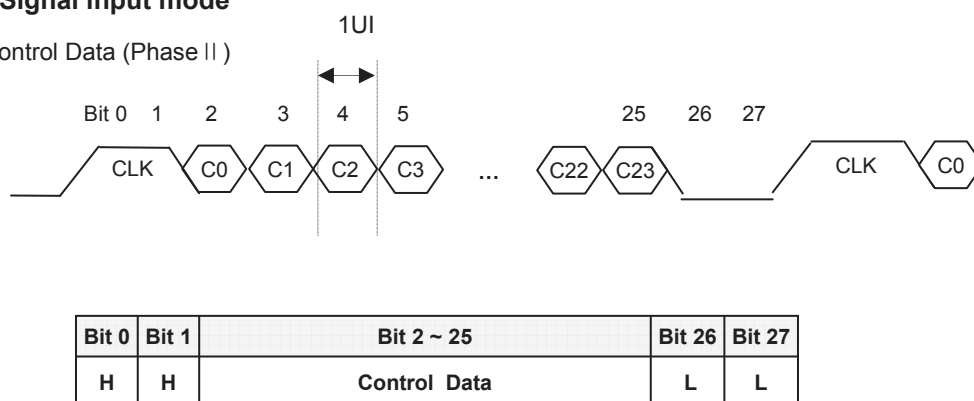 Signal input mode
1UI
ontrol Data (Phase II)
Bit 0 1 2 3 4 5 25 26 27
CLK C0 C1 C2 C3 ... C22 C23 CLK C0
Bit 0 Bit 1 Bit 2 ~ 25 Bit 26 Bit 27
H H Control Data L L